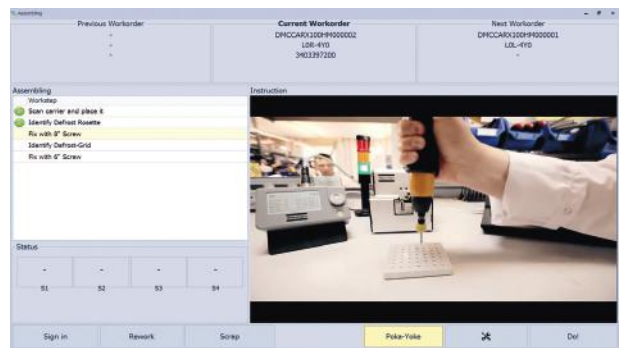 Assembling
Previous Workorder
-
-
-
Current Workorder
DMCCARX100HM000002
L0R-4Y0
3403397200
Next Workorder
DMCCARX100HM000001
L0L-4Y0
-
Assembling
Workstep
Scan carrier and place it
Identify Defrost Rosette
Fix with 8" Screw
Identify Defrost-Grid
Fix with 6" Screw
Instruction
Status
- - - -
S1 S2 S3 S4
Sign in Rework Scrap Poka-Yoke Do!